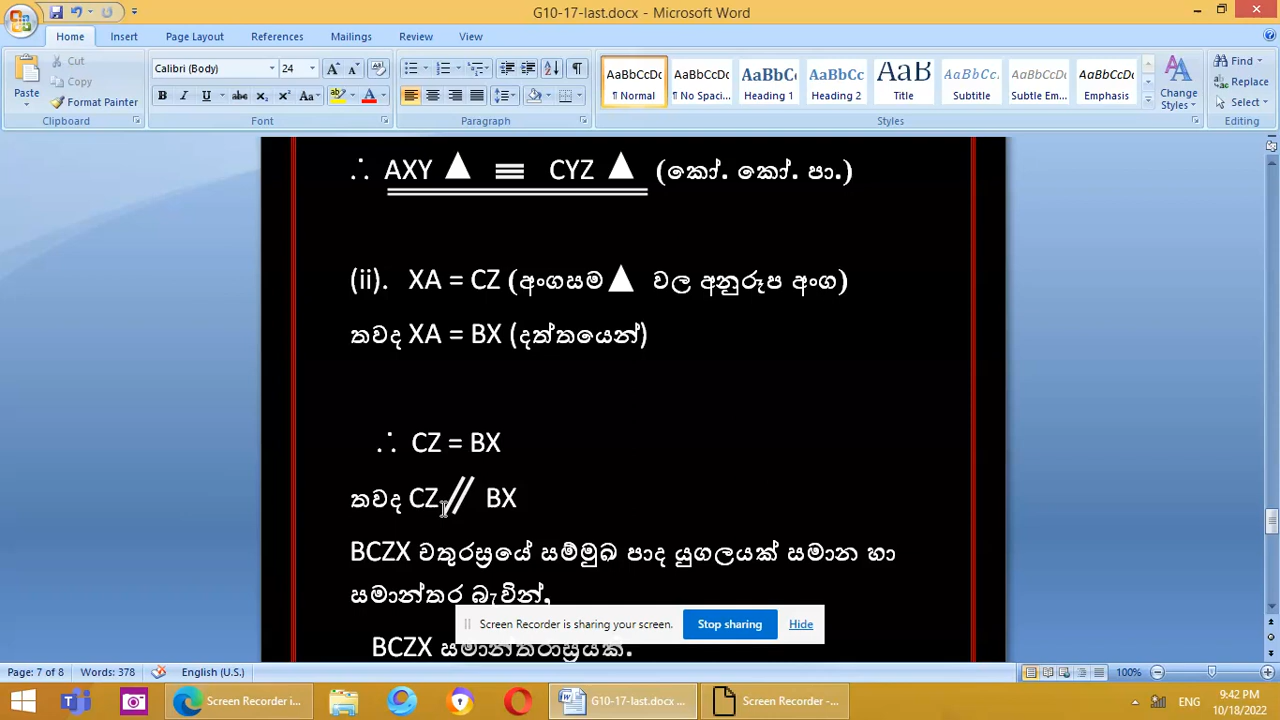 G10-17-last.docx - Microsoft Word
Home Insert Page Layout References Mailings Review View
Paste Cut Copy Format Painter
Calibri (Body) 24
AaBbCcDc AaBbCcDc AaBbC AaBbCc AaB AaBbCc. AaBbCcDc AaBbCcDc
¶ Normal ¶ No Spaci... Heading 1 Heading 2 Title Subtitle Subtle Em... Emphasis
Change Styles
Find Replace Select
Clipboard Font Paragraph Styles Editing
∴ AXY ▲ ≡ CYZ ▲ (කෝ. කෝ. පා.)
(ii). XA = CZ (අංගසම ▲ වල අනුරූප අංග)
තවද XA = BX (දත්තයෙන්)
∴ CZ = BX
තවද CZ // BX
BCZX චතුරස්‍රයේ සම්මුඛ පාද යුගලයක් සමාන හා
සමාන්තර බැවින්,
Screen Recorder is sharing your screen. Stop sharing Hide
BCZX සමාන්තරාස්‍රයකි.
Page: 7 of 8 Words: 378 English (U.S.) 100%
Screen Recorder i... G10-17-last.docx ... Screen Recorder -... ENG 9:42 PM
10/18/2022